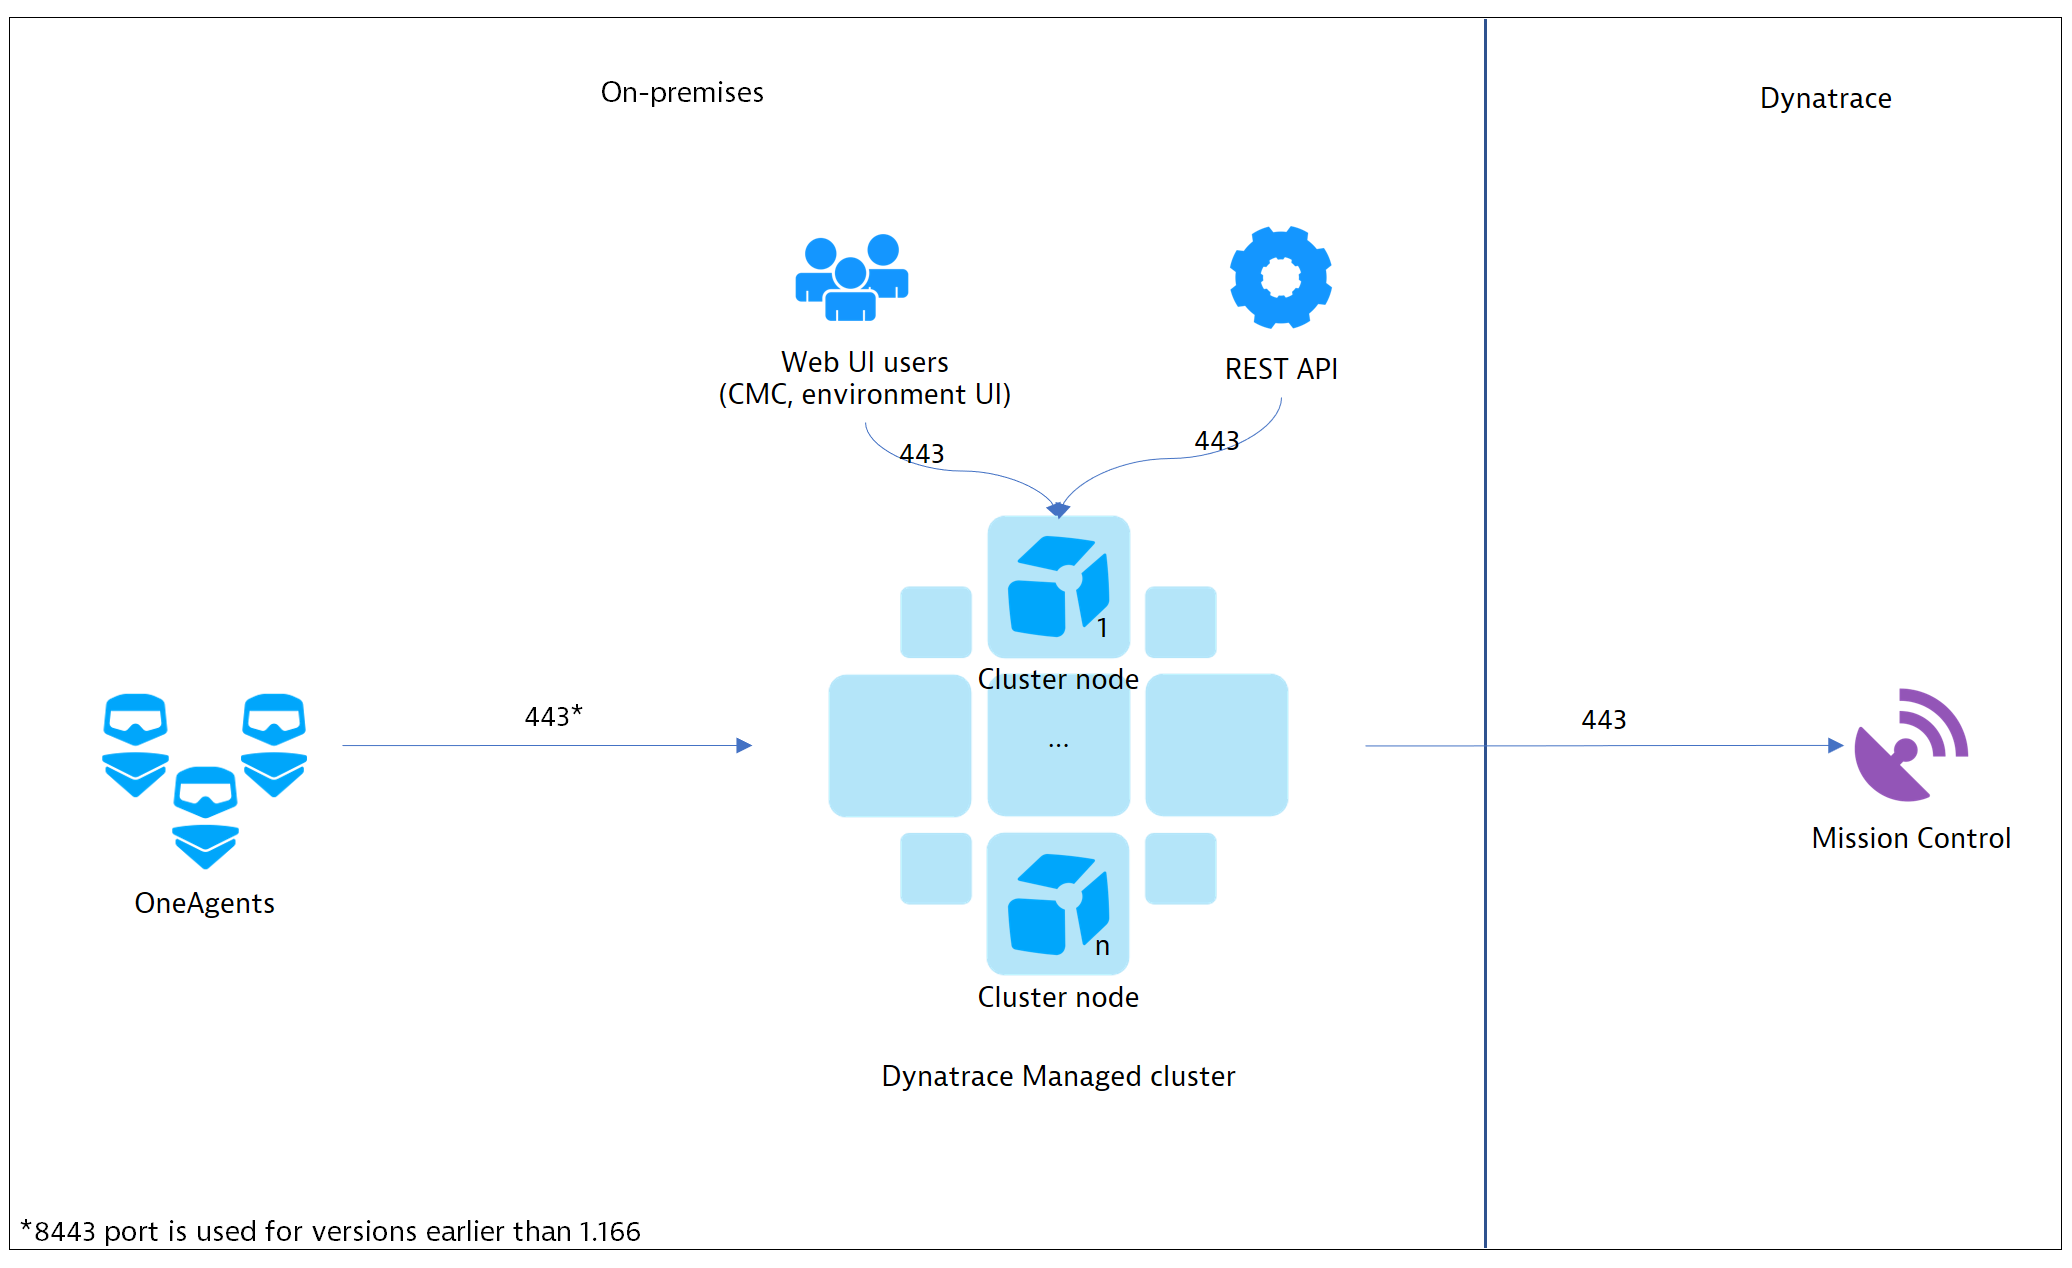 On-premises
Dynatrace
Web UI users
(CMC, environment UI)
REST API
443
443
1
Cluster node
443*
...
443
Mission Control
OneAgents
n
Cluster node
Dynatrace Managed cluster
*8443 port is used for versions earlier than 1.166